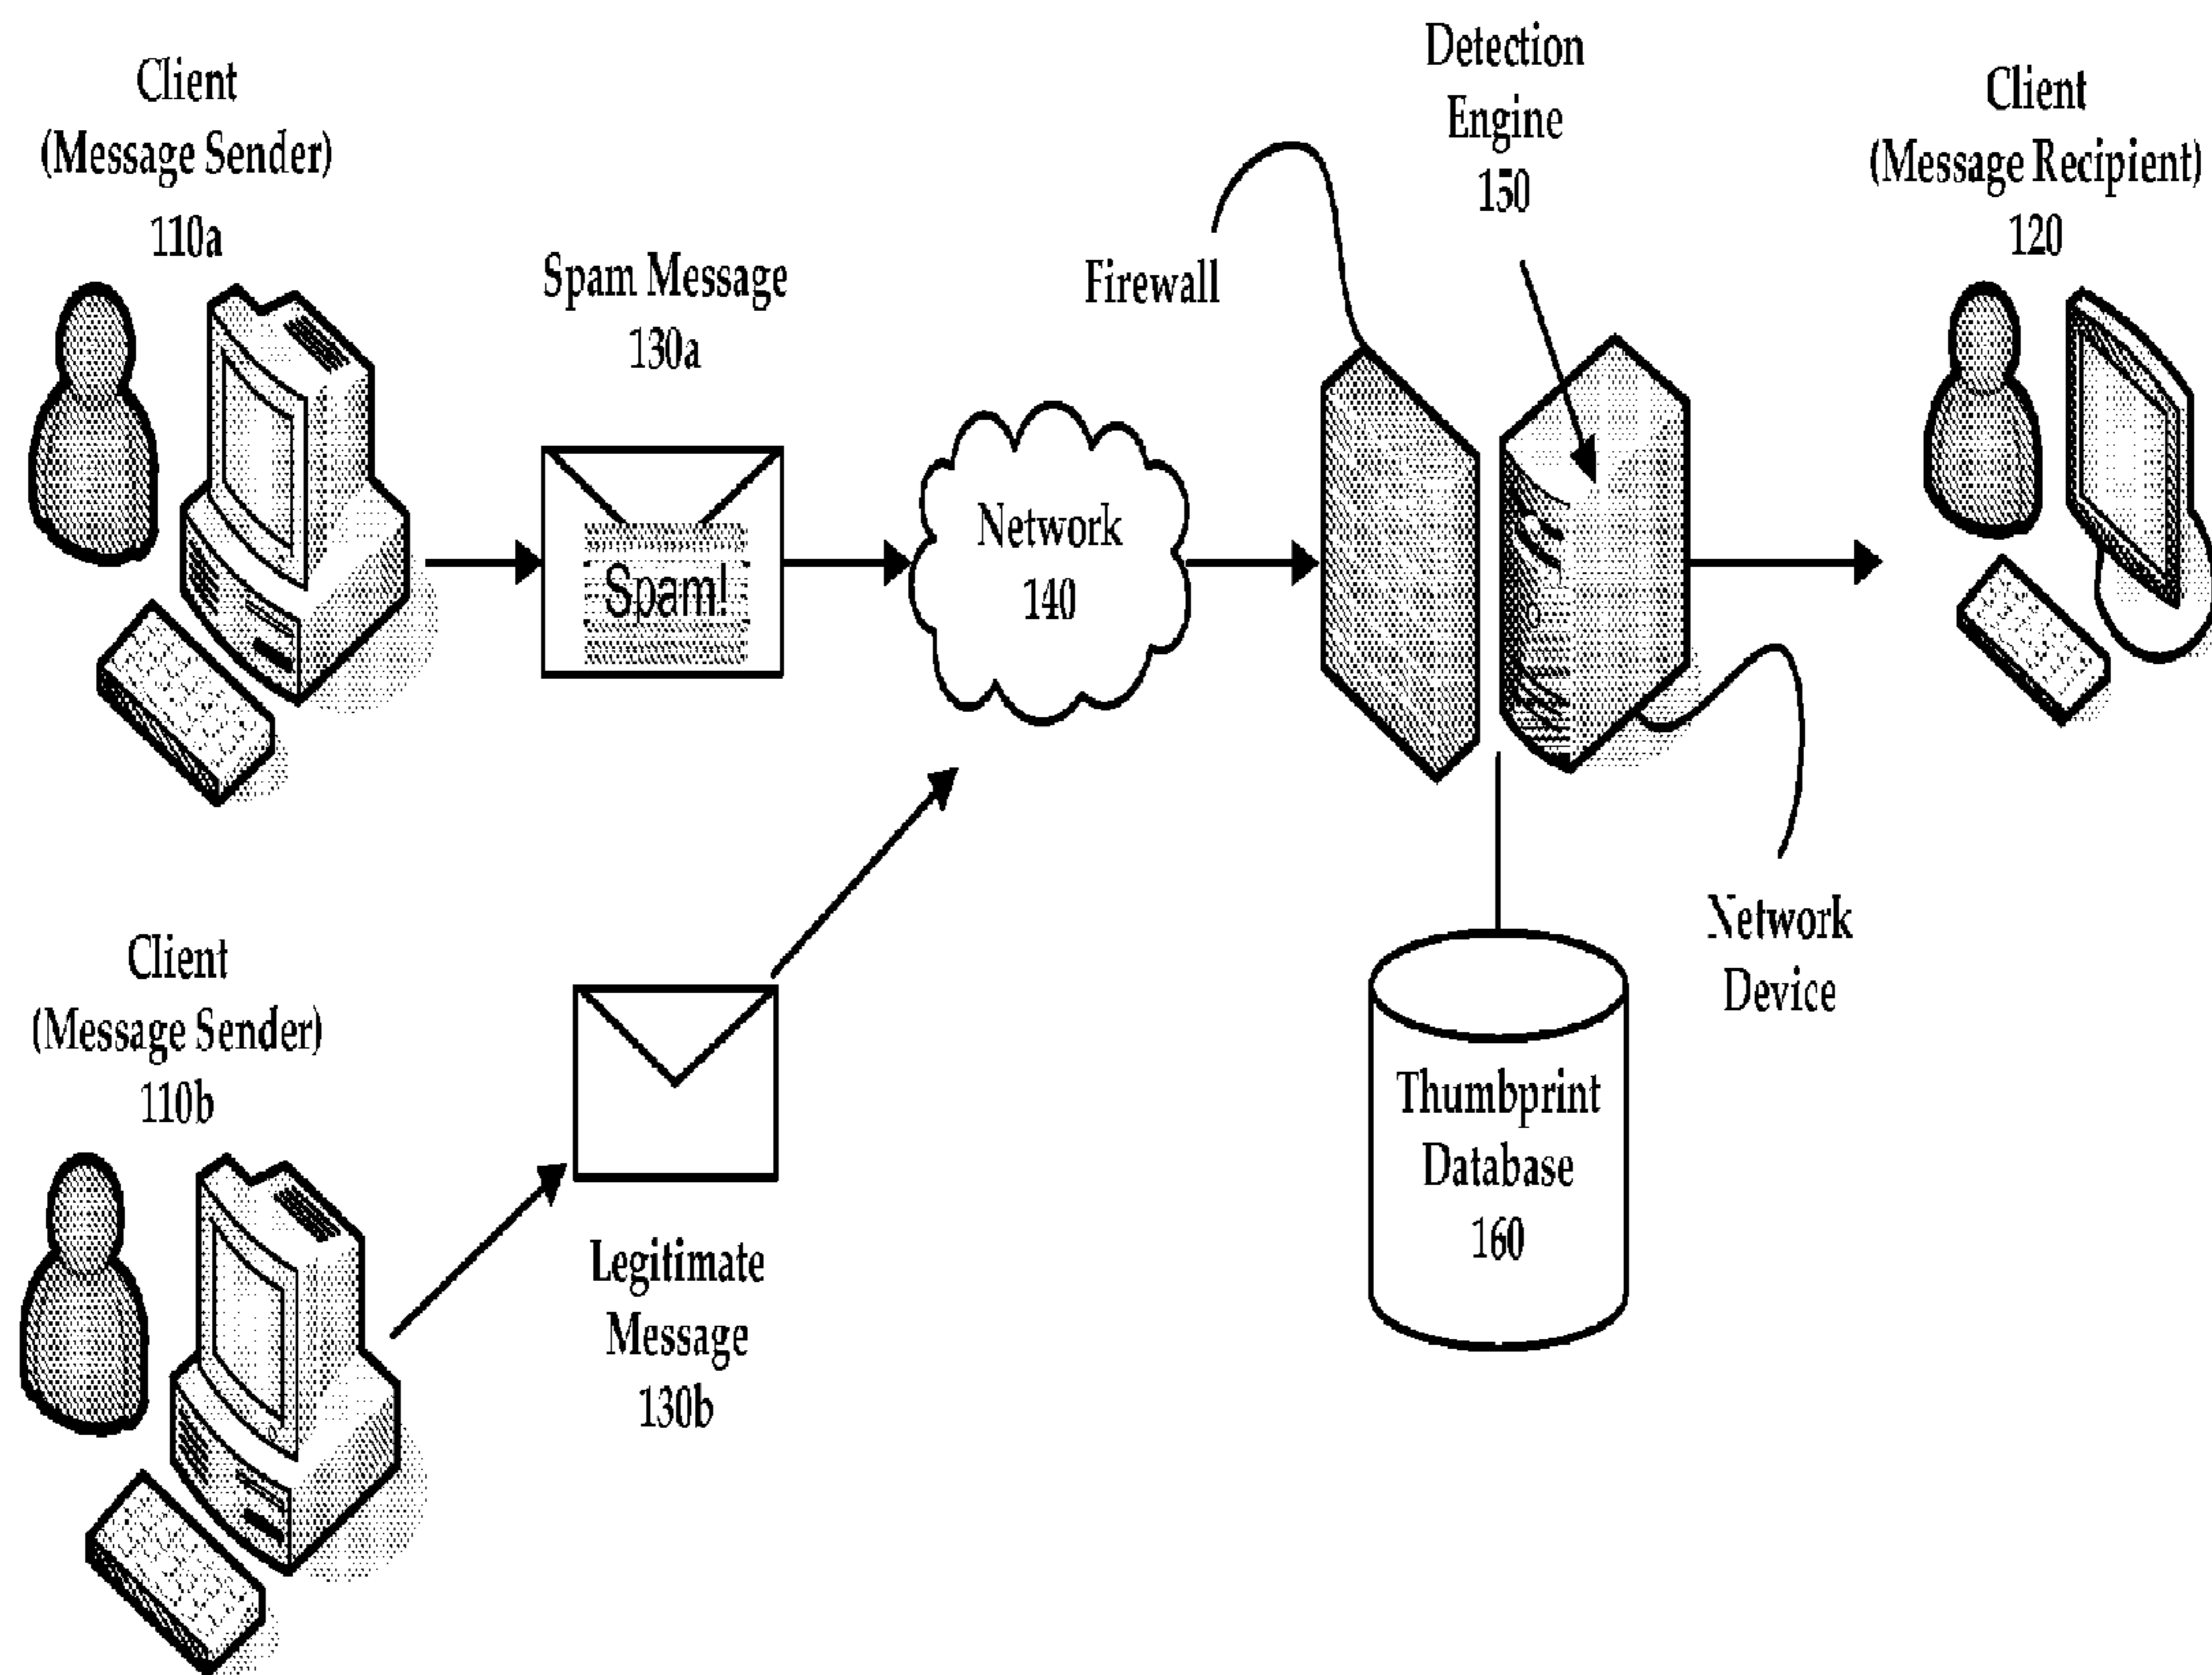 Client
(Message Sender)
110a
Spam Message
130a
Spam!
Network
140
Firewall
Detection
Engine
150
Client
(Message Recipient)
120
Client
(Message Sender)
110b
Legitimate
Message
130b
Thumbprint
Database
160
Network
Device